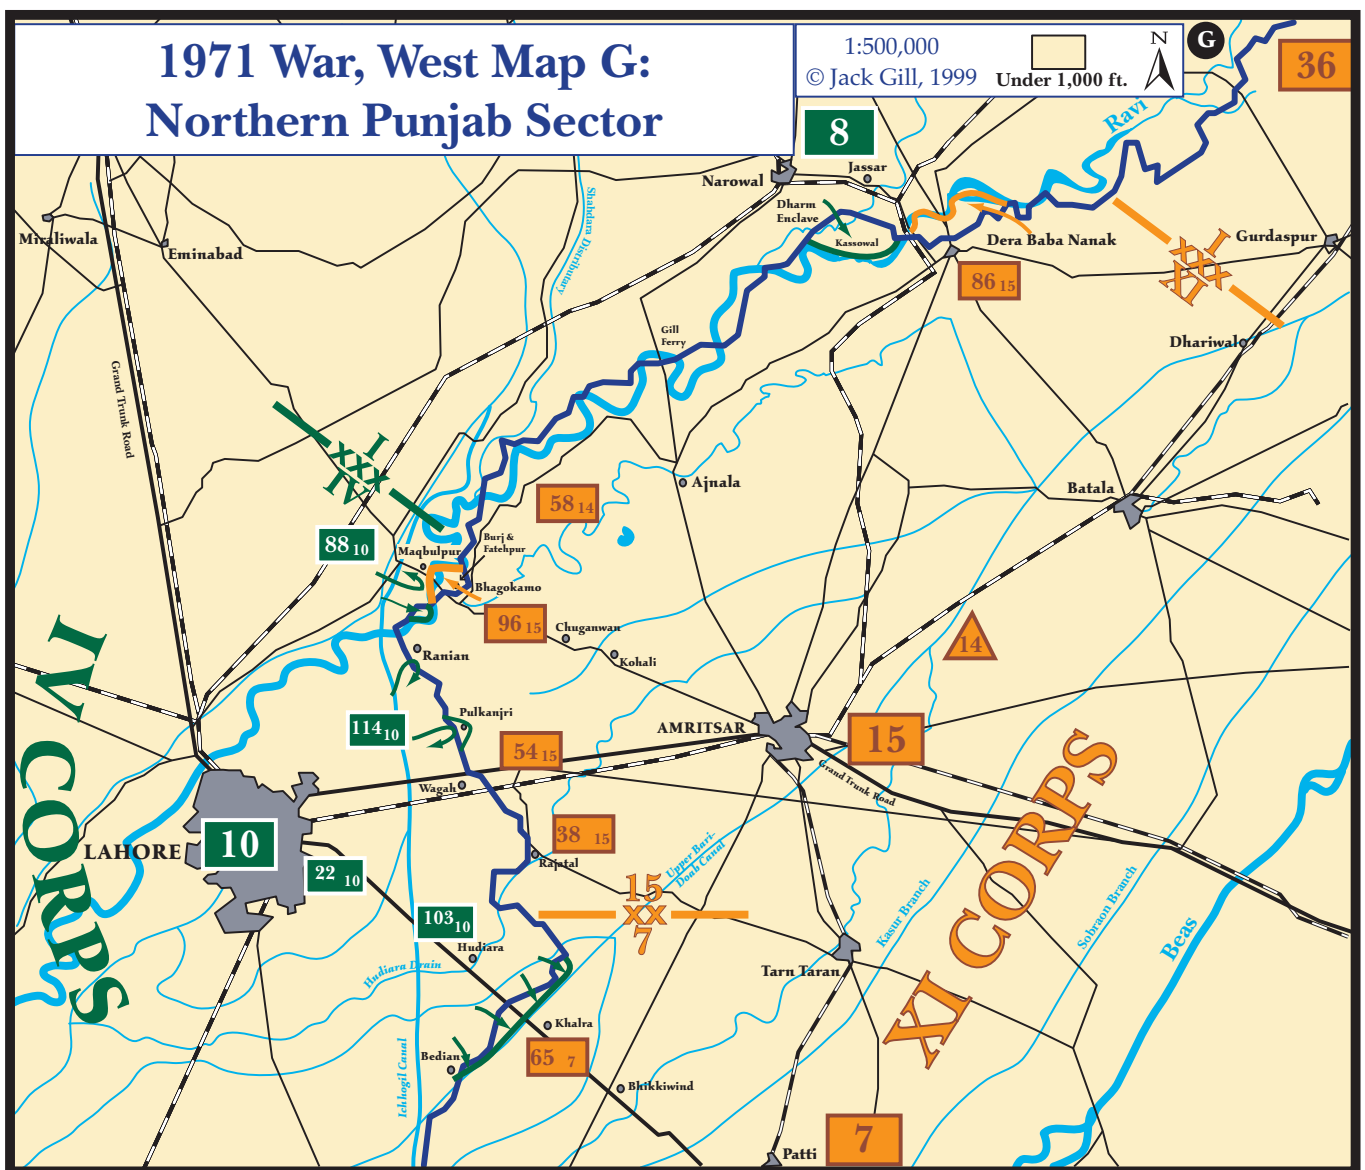 1971 War, West Map G:
Northern Punjab Sector
1:500,000
© Jack Gill, 1999
Under 1,000 ft.
N
G
36
8
Ravi
Narowal
Jassar
Dharm
Enclave
Kassowal
Dera Baba Nanak
Gurdaspur
I
XXX
XI
86 15
Dhariwal
Miraliwala
Eminabad
Shahdara Distributary
Gill
Ferry
Grand Trunk Road
I
XXX
IV
Ajnala
Batala
58 14
88 10
Maqbulpur
Burj &
Fatehpur
Bhagokamo
96 15
Chuganwan
Kohali
Ranian
14
IV
CORPS
114 10
Pulkanjri
AMRITSAR
15
54 15
Wagah
Grand Trunk Road
LAHORE
10
22 10
38 15
Rajatal
Upper Bari-
Doab Canal
15
XX
7
103 10
Hudiara
Hudiara Drain
Kasur Branch
Sobraon Branch
Beas
XI CORPS
Tarn Taran
Khalra
Bedian
65 7
Ichhogil Canal
Bhikkiwind
7
Patti